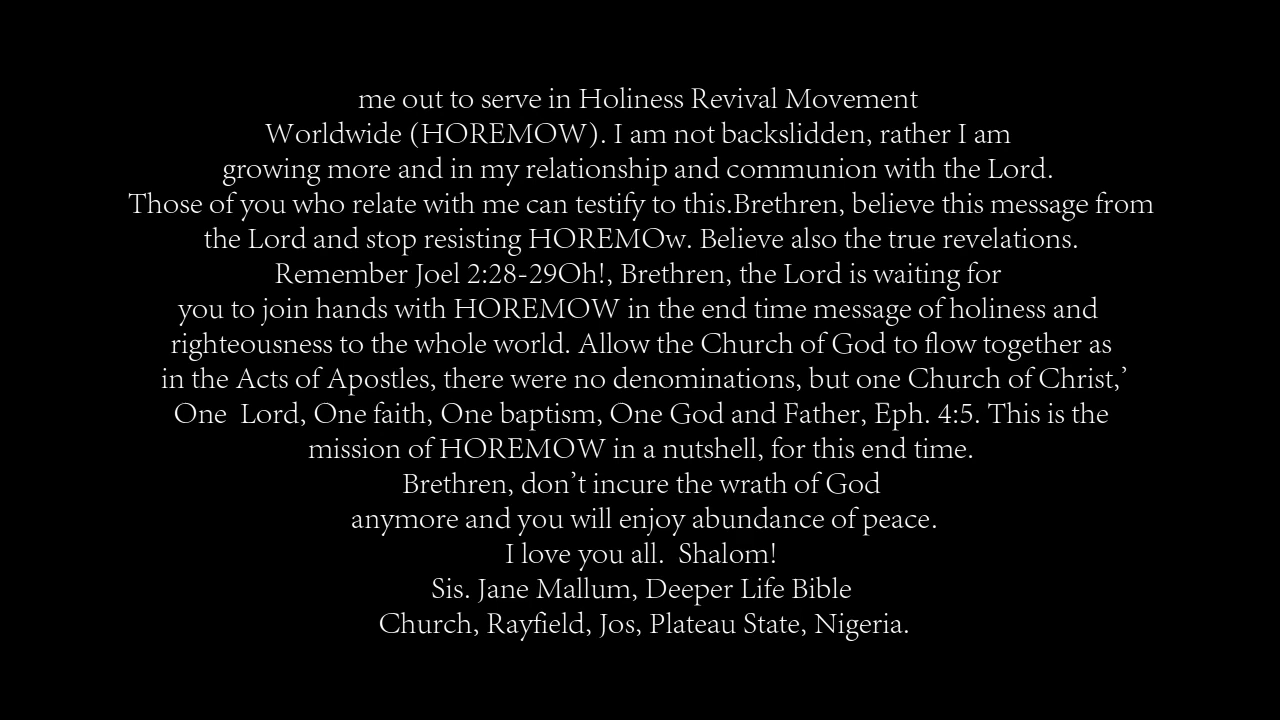 me out to serve in Holiness Revival Movement
Worldwide (HOREMOW). I am not backslidden, rather I am
growing more and in my relationship and communion with the Lord.
Those of you who relate with me can testify to this.Brethren, believe this message from
the Lord and stop resisting HOREMOw. Believe also the true revelations.
Remember Joel 2:28-29Oh!, Brethren, the Lord is waiting for
you to join hands with HOREMOW in the end time message of holiness and
righteousness to the whole world. Allow the Church of God to flow together as
in the Acts of Apostles, there were no denominations, but one Church of Christ,’
One  Lord, One faith, One baptism, One God and Father, Eph. 4:5. This is the
mission of HOREMOW in a nutshell, for this end time.
Brethren, don’t incure the wrath of God
anymore and you will enjoy abundance of peace.
I love you all.  Shalom!
Sis. Jane Mallum, Deeper Life Bible
Church, Rayfield, Jos, Plateau State, Nigeria.